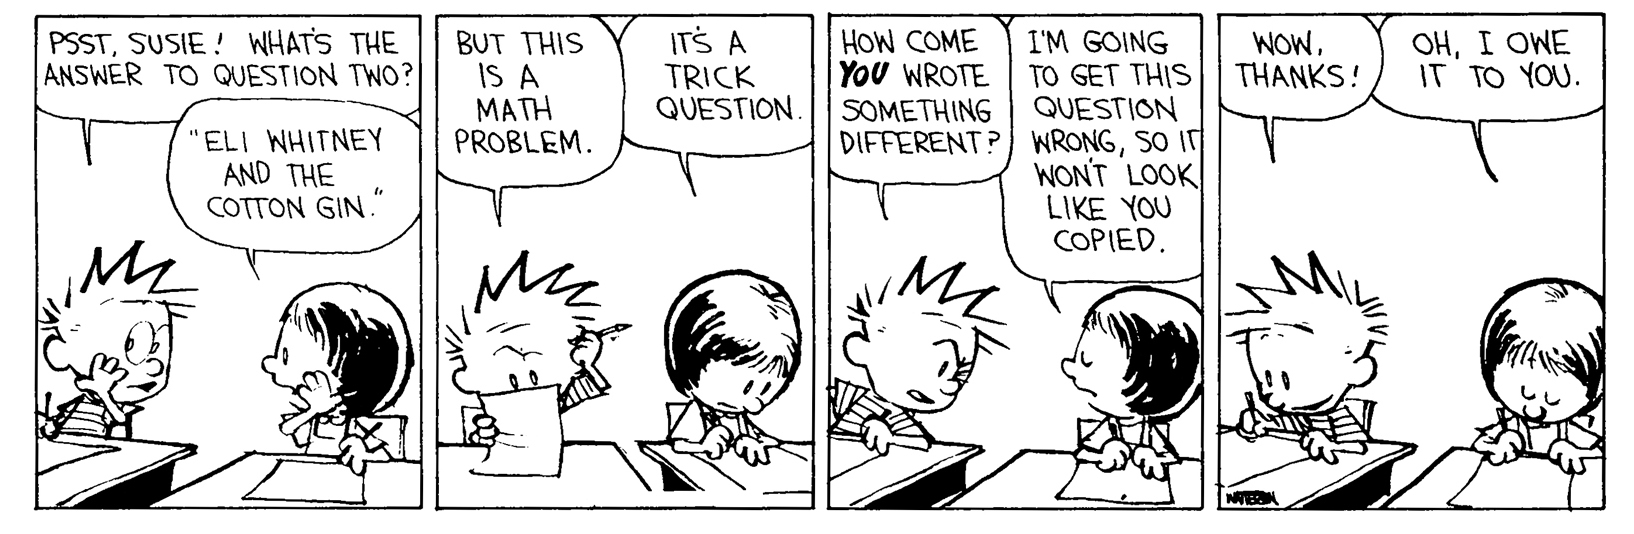 PSST, SUSIE! WHAT'S THE
ANSWER TO QUESTION TWO?
"ELI WHITNEY
AND THE
COTTON GIN."
BUT THIS
IS A
MATH
PROBLEM.
IT'S A
TRICK
QUESTION.
HOW COME
YOU WROTE
SOMETHING
DIFFERENT?
I'M GOING
TO GET THIS
QUESTION
WRONG, SO IT
WON'T LOOK
LIKE YOU
COPIED.
WOW,
THANKS!
OH, I OWE
IT TO YOU.
WATTERSON